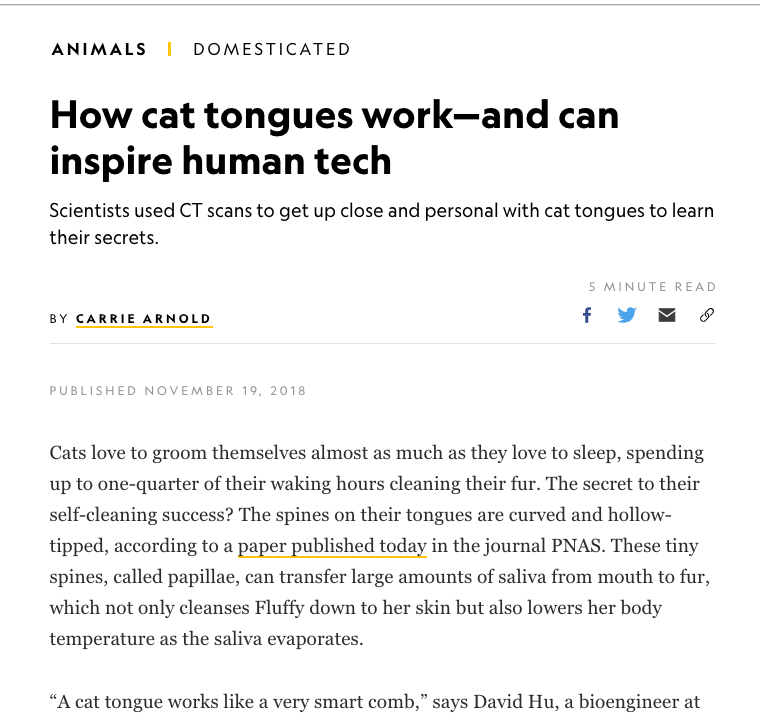 ANIMALS | DOMESTICATED
How cat tongues work—and can
inspire human tech
Scientists used CT scans to get up close and personal with cat tongues to learn
their secrets.
5 MINUTE READ
BY CARRIE ARNOLD
PUBLISHED NOVEMBER 19, 2018
Cats love to groom themselves almost as much as they love to sleep, spending
up to one-quarter of their waking hours cleaning their fur. The secret to their
self-cleaning success? The spines on their tongues are curved and hollow-
tipped, according to a paper published today in the journal PNAS. These tiny
spines, called papillae, can transfer large amounts of saliva from mouth to fur,
which not only cleanses Fluffy down to her skin but also lowers her body
temperature as the saliva evaporates.
“A cat tongue works like a very smart comb,” says David Hu, a bioengineer at